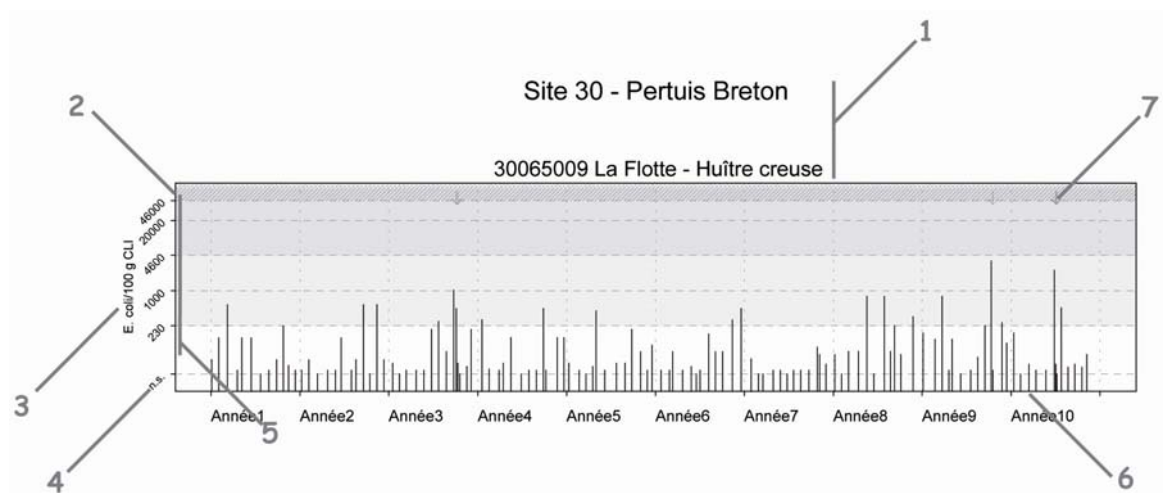 1
Site 30 - Pertuis Breton
2
7
30065009 La Flotte - Huître creuse
46000
20000
4600
1000
230
n.s.
E. coli/100 g CLI
3
4
5
6
Année1 Année2 Année3 Année4 Année5 Année6 Année7 Année8 Année9 Année10